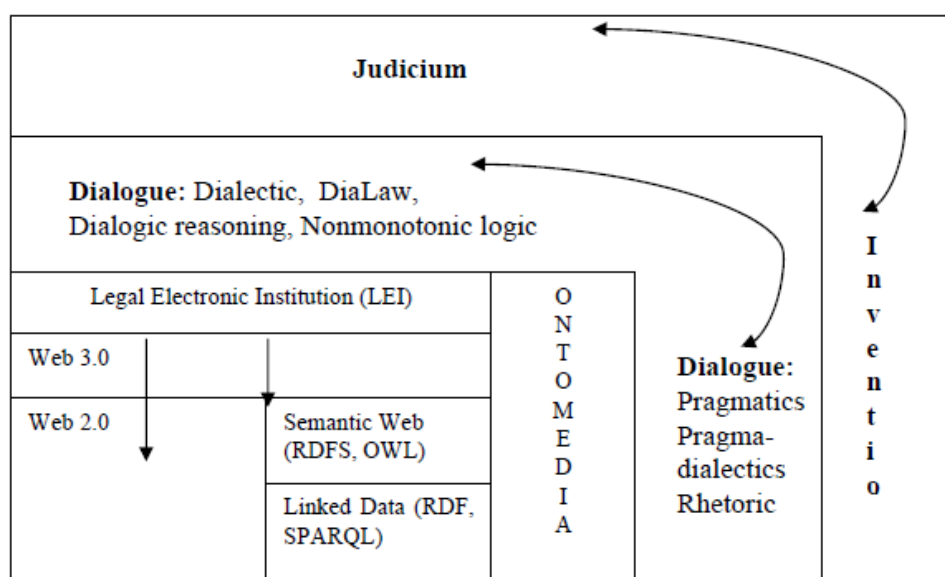 Judicium
Dialogue: Dialectic, DiaLaw,
Dialogic reasoning, Nonmonotonic logic
Legal Electronic Institution (LEI)
Web 3.0
Web 2.0
Semantic Web
(RDFS, OWL)
Linked Data (RDF,
SPARQL)
O
N
T
O
M
E
D
I
A
Dialogue:
Pragmatics
Pragma-
dialectics
Rhetoric
I
n
v
e
n
t
i
o